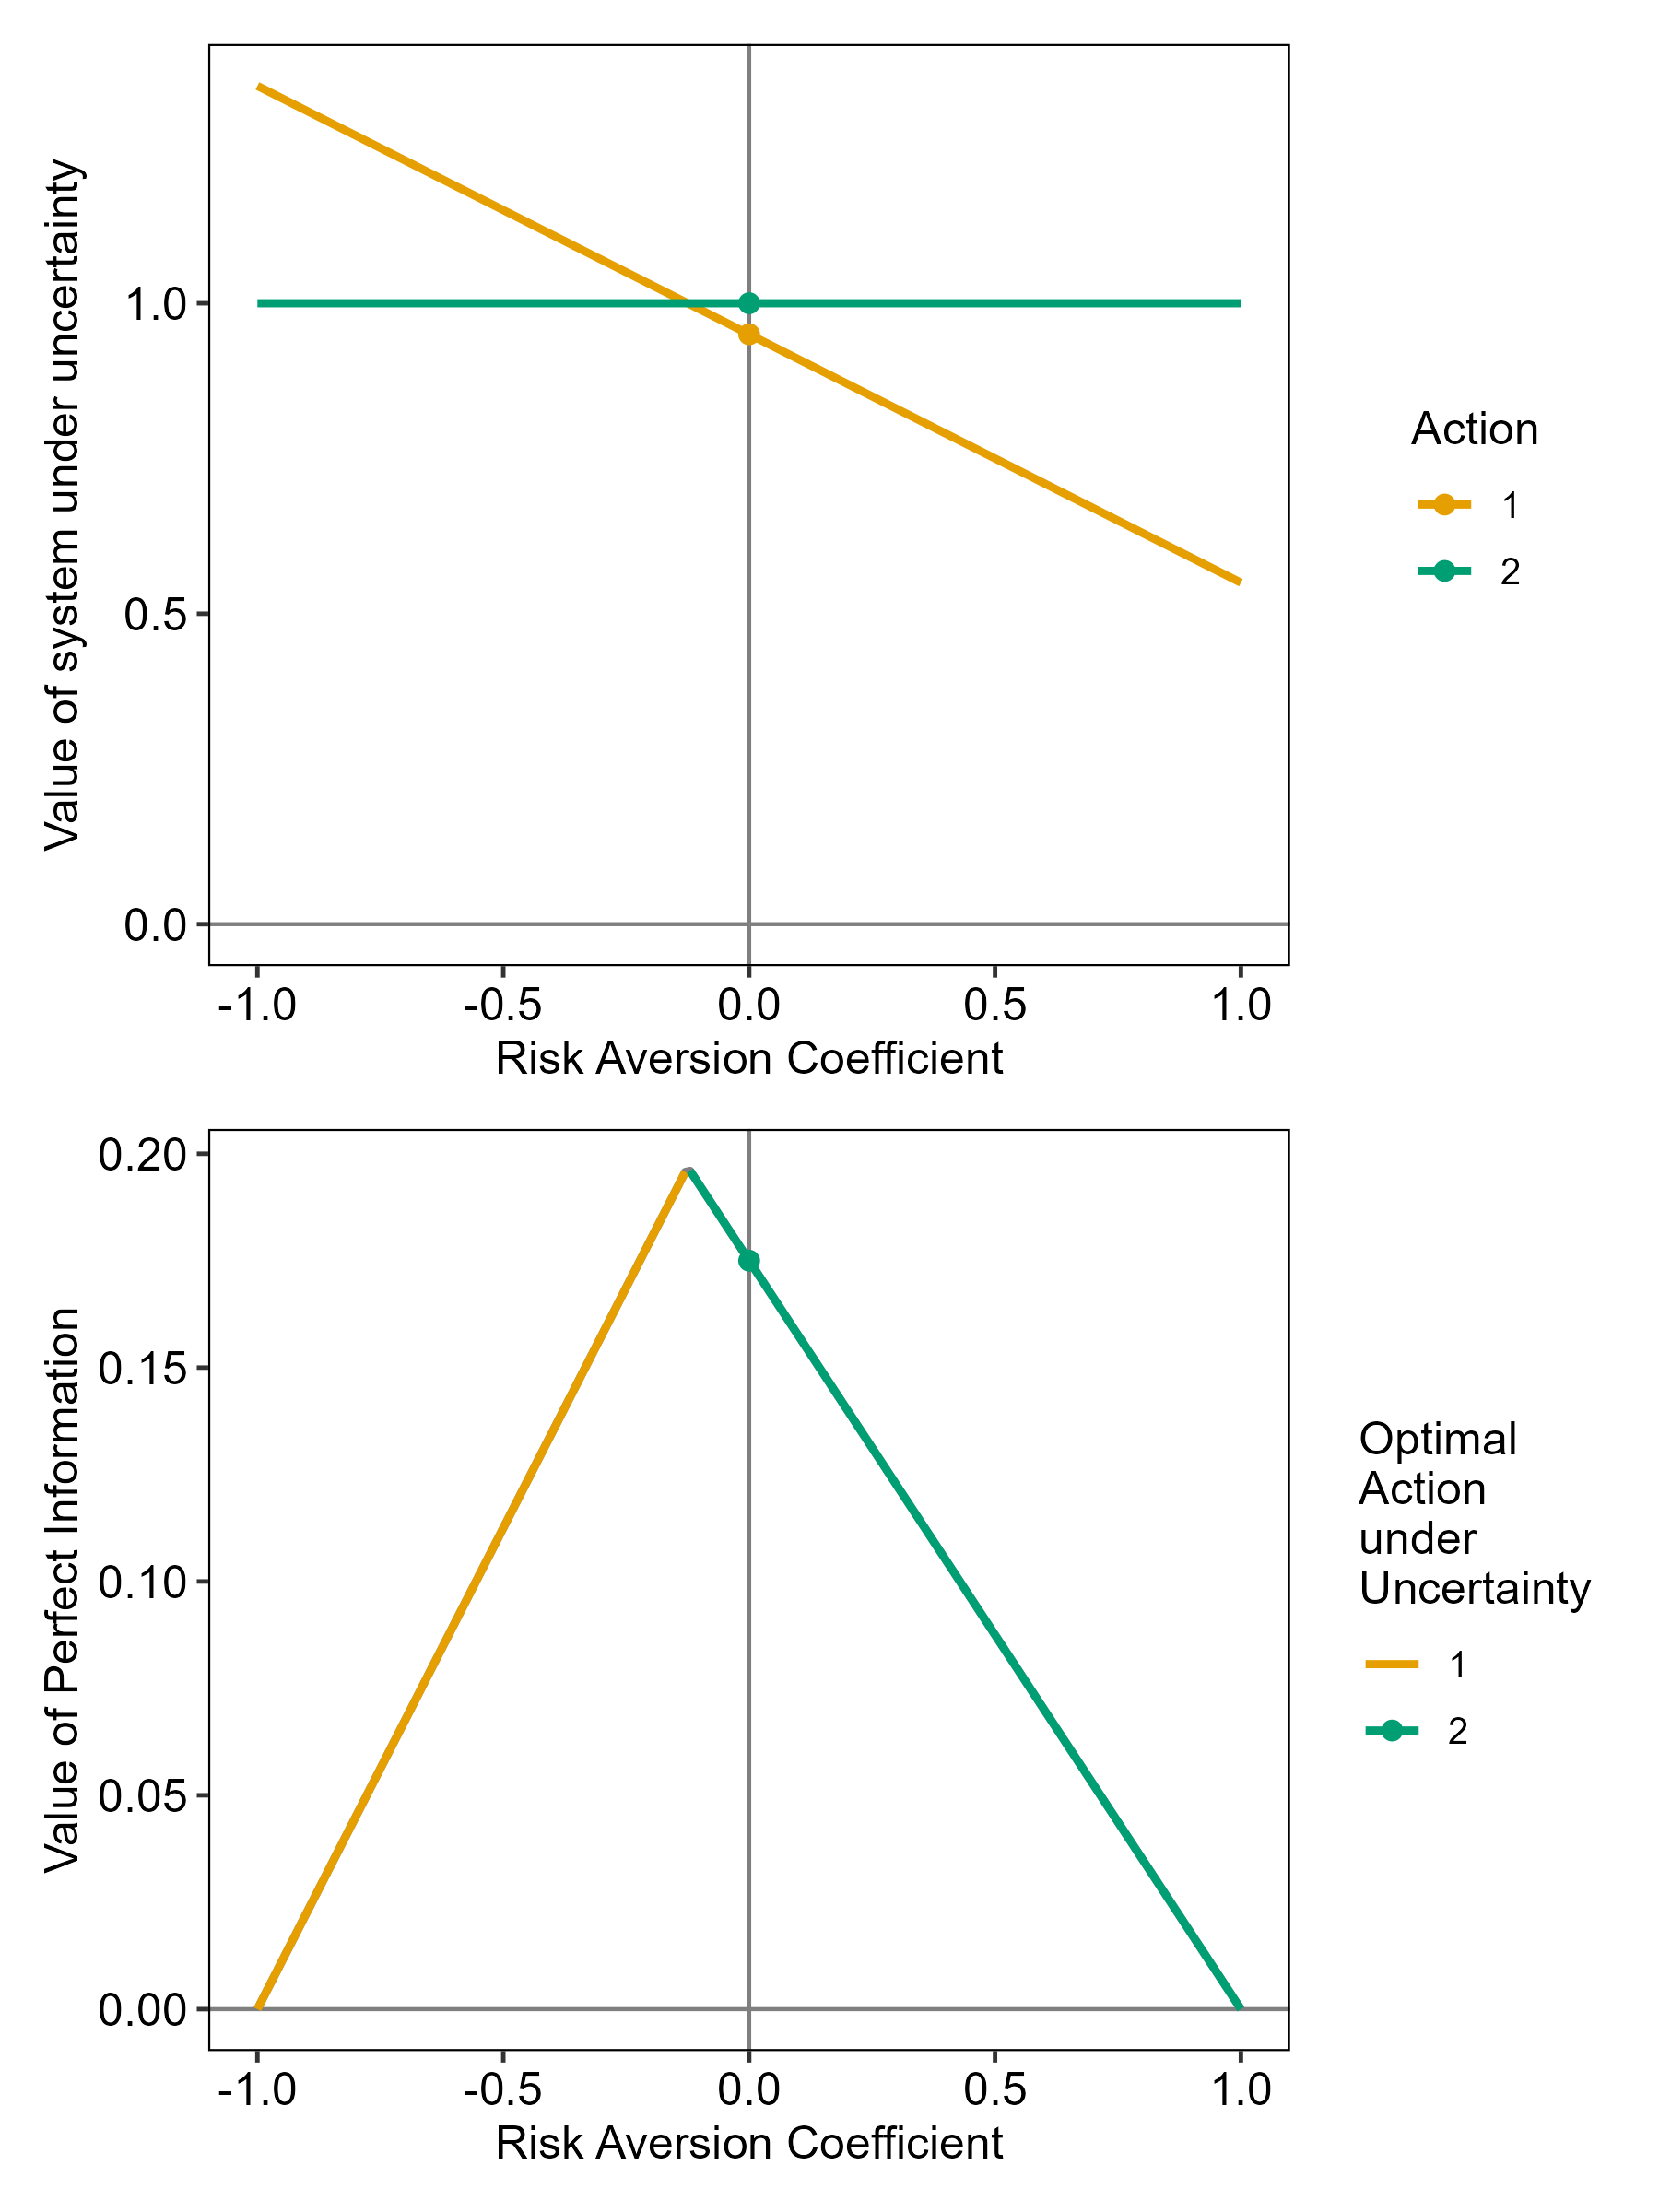 Value of system under uncertainty
1.0
0.5
0.0
-1.0 -0.5 0.0 0.5 1.0
Risk Aversion Coefficient
Action
1
2
Value of Perfect Information
0.20
0.15
0.10
0.05
0.00
-1.0 -0.5 0.0 0.5 1.0
Risk Aversion Coefficient
Optimal
Action
under
Uncertainty
1
2